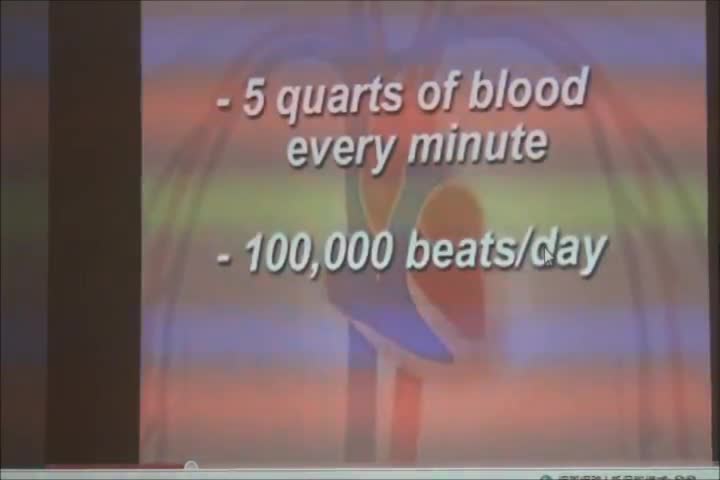 - 5 quarts of blood
every minute
- 100,000 beats/day